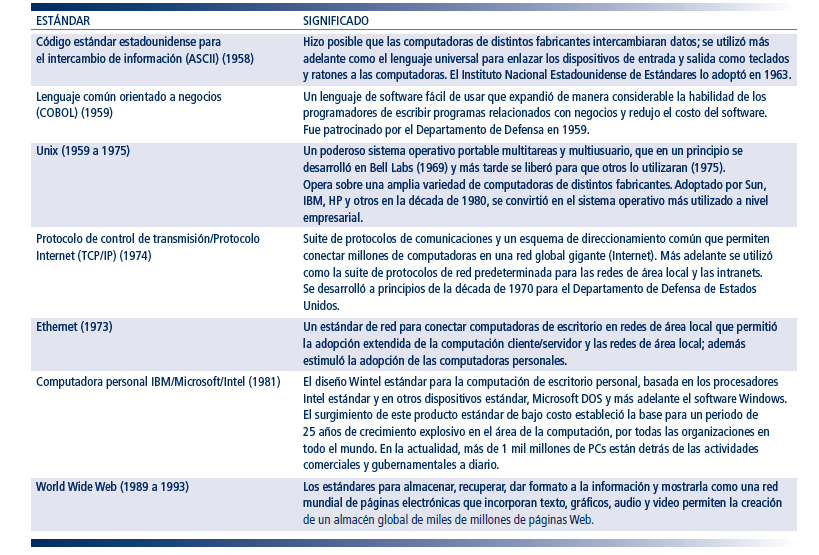 ESTÁNDAR SIGNIFICADO
Código estándar estadounidense para
el intercambio de información (ASCII) (1958)
Hizo posible que las computadoras de distintos fabricantes intercambiaran datos; se utilizó más
adelante como el lenguaje universal para enlazar los dispositivos de entrada y salida como teclados
y ratones a las computadoras. El Instituto Nacional Estadounidense de Estándares lo adoptó en 1963.
Lenguaje común orientado a negocios
(COBOL) (1959)
Un lenguaje de software fácil de usar que expandió de manera considerable la habilidad de los
programadores de escribir programas relacionados con negocios y redujo el costo del software.
Fue patrocinado por el Departamento de Defensa en 1959.
Unix (1959 a 1975)
Un poderoso sistema operativo portable multitareas y multiusuario, que en un principio se
desarrolló en Bell Labs (1969) y más tarde se liberó para que otros lo utilizaran (1975).
Opera sobre una amplia variedad de computadoras de distintos fabricantes. Adoptado por Sun,
IBM, HP y otros en la década de 1980, se convirtió en el sistema operativo más utilizado a nivel
empresarial.
Protocolo de control de transmisión/Protocolo
Internet (TCP/IP) (1974)
Suite de protocolos de comunicaciones y un esquema de direccionamiento común que permiten
conectar millones de computadoras en una red global gigante (Internet). Más adelante se utilizó
como la suite de protocolos de red predeterminada para las redes de área local y las intranets.
Se desarrolló a principios de la década de 1970 para el Departamento de Defensa de Estados
Unidos.
Ethernet (1973)
Un estándar de red para conectar computadoras de escritorio en redes de área local que permitió
la adopción extendida de la computación cliente/servidor y las redes de área local; además
estimuló la adopción de las computadoras personales.
Computadora personal IBM/Microsoft/Intel (1981)
El diseño Wintel estándar para la computación de escritorio personal, basada en los procesadores
Intel estándar y en otros dispositivos estándar, Microsoft DOS y más adelante el software Windows.
El surgimiento de este producto estándar de bajo costo estableció la base para un periodo de
25 años de crecimiento explosivo en el área de la computación, por todas las organizaciones en
todo el mundo. En la actualidad, más de 1 mil millones de PCs están detrás de las actividades
comerciales y gubernamentales a diario.
World Wide Web (1989 a 1993)
Los estándares para almacenar, recuperar, dar formato a la información y mostrarla como una red
mundial de páginas electrónicas que incorporan texto, gráficos, audio y video permiten la creación
de un almacén global de miles de millones de páginas Web.